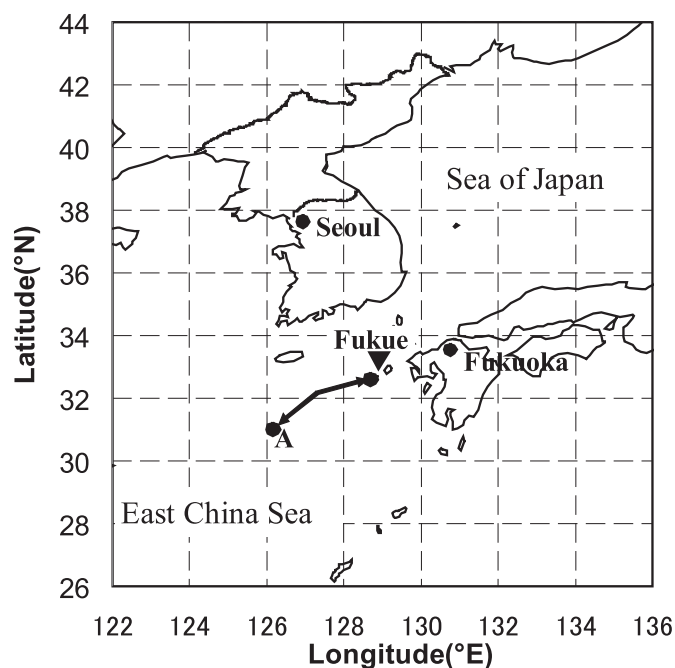 44
42
40
38
36
34
32
30
28
26
Latitude(°N)
Sea of Japan
Seoul
Fukue
Fukuoka
A
East China Sea
122 124 126 128 130 132 134 136
Longitude(°E)